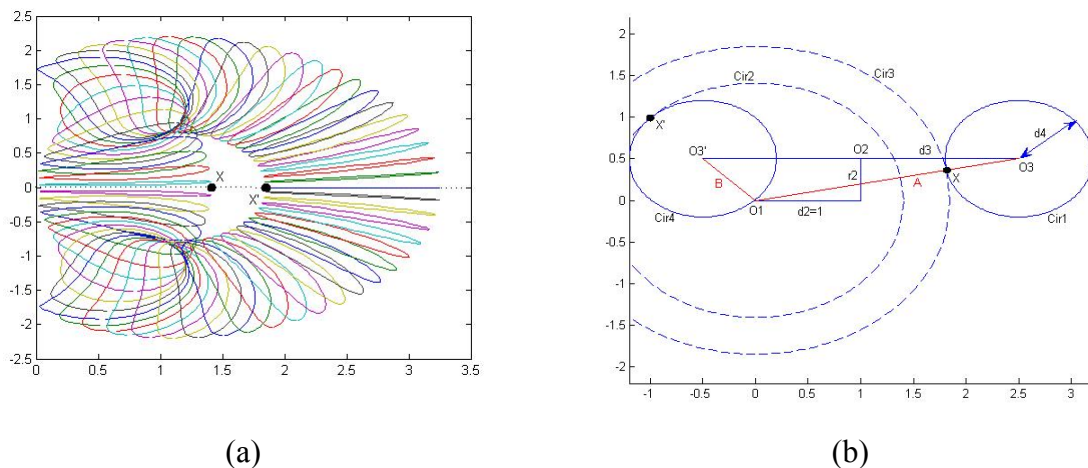 2.5
2
1.5
1
0.5
0
-0.5
-1
-1.5
-2
-2.5
0 0.5 1 1.5 2 2.5 3 3.5
X
X'
(a)
2
1.5
1
0.5
0
-0.5
-1
-1.5
-2
-1 -0.5 0 0.5 1 1.5 2 2.5 3
Cir3
Cir2
X'
d4
O3'
O2
d3
O3
r2
A
X
B
O1
d2=1
Cir4
Cir1
(b)